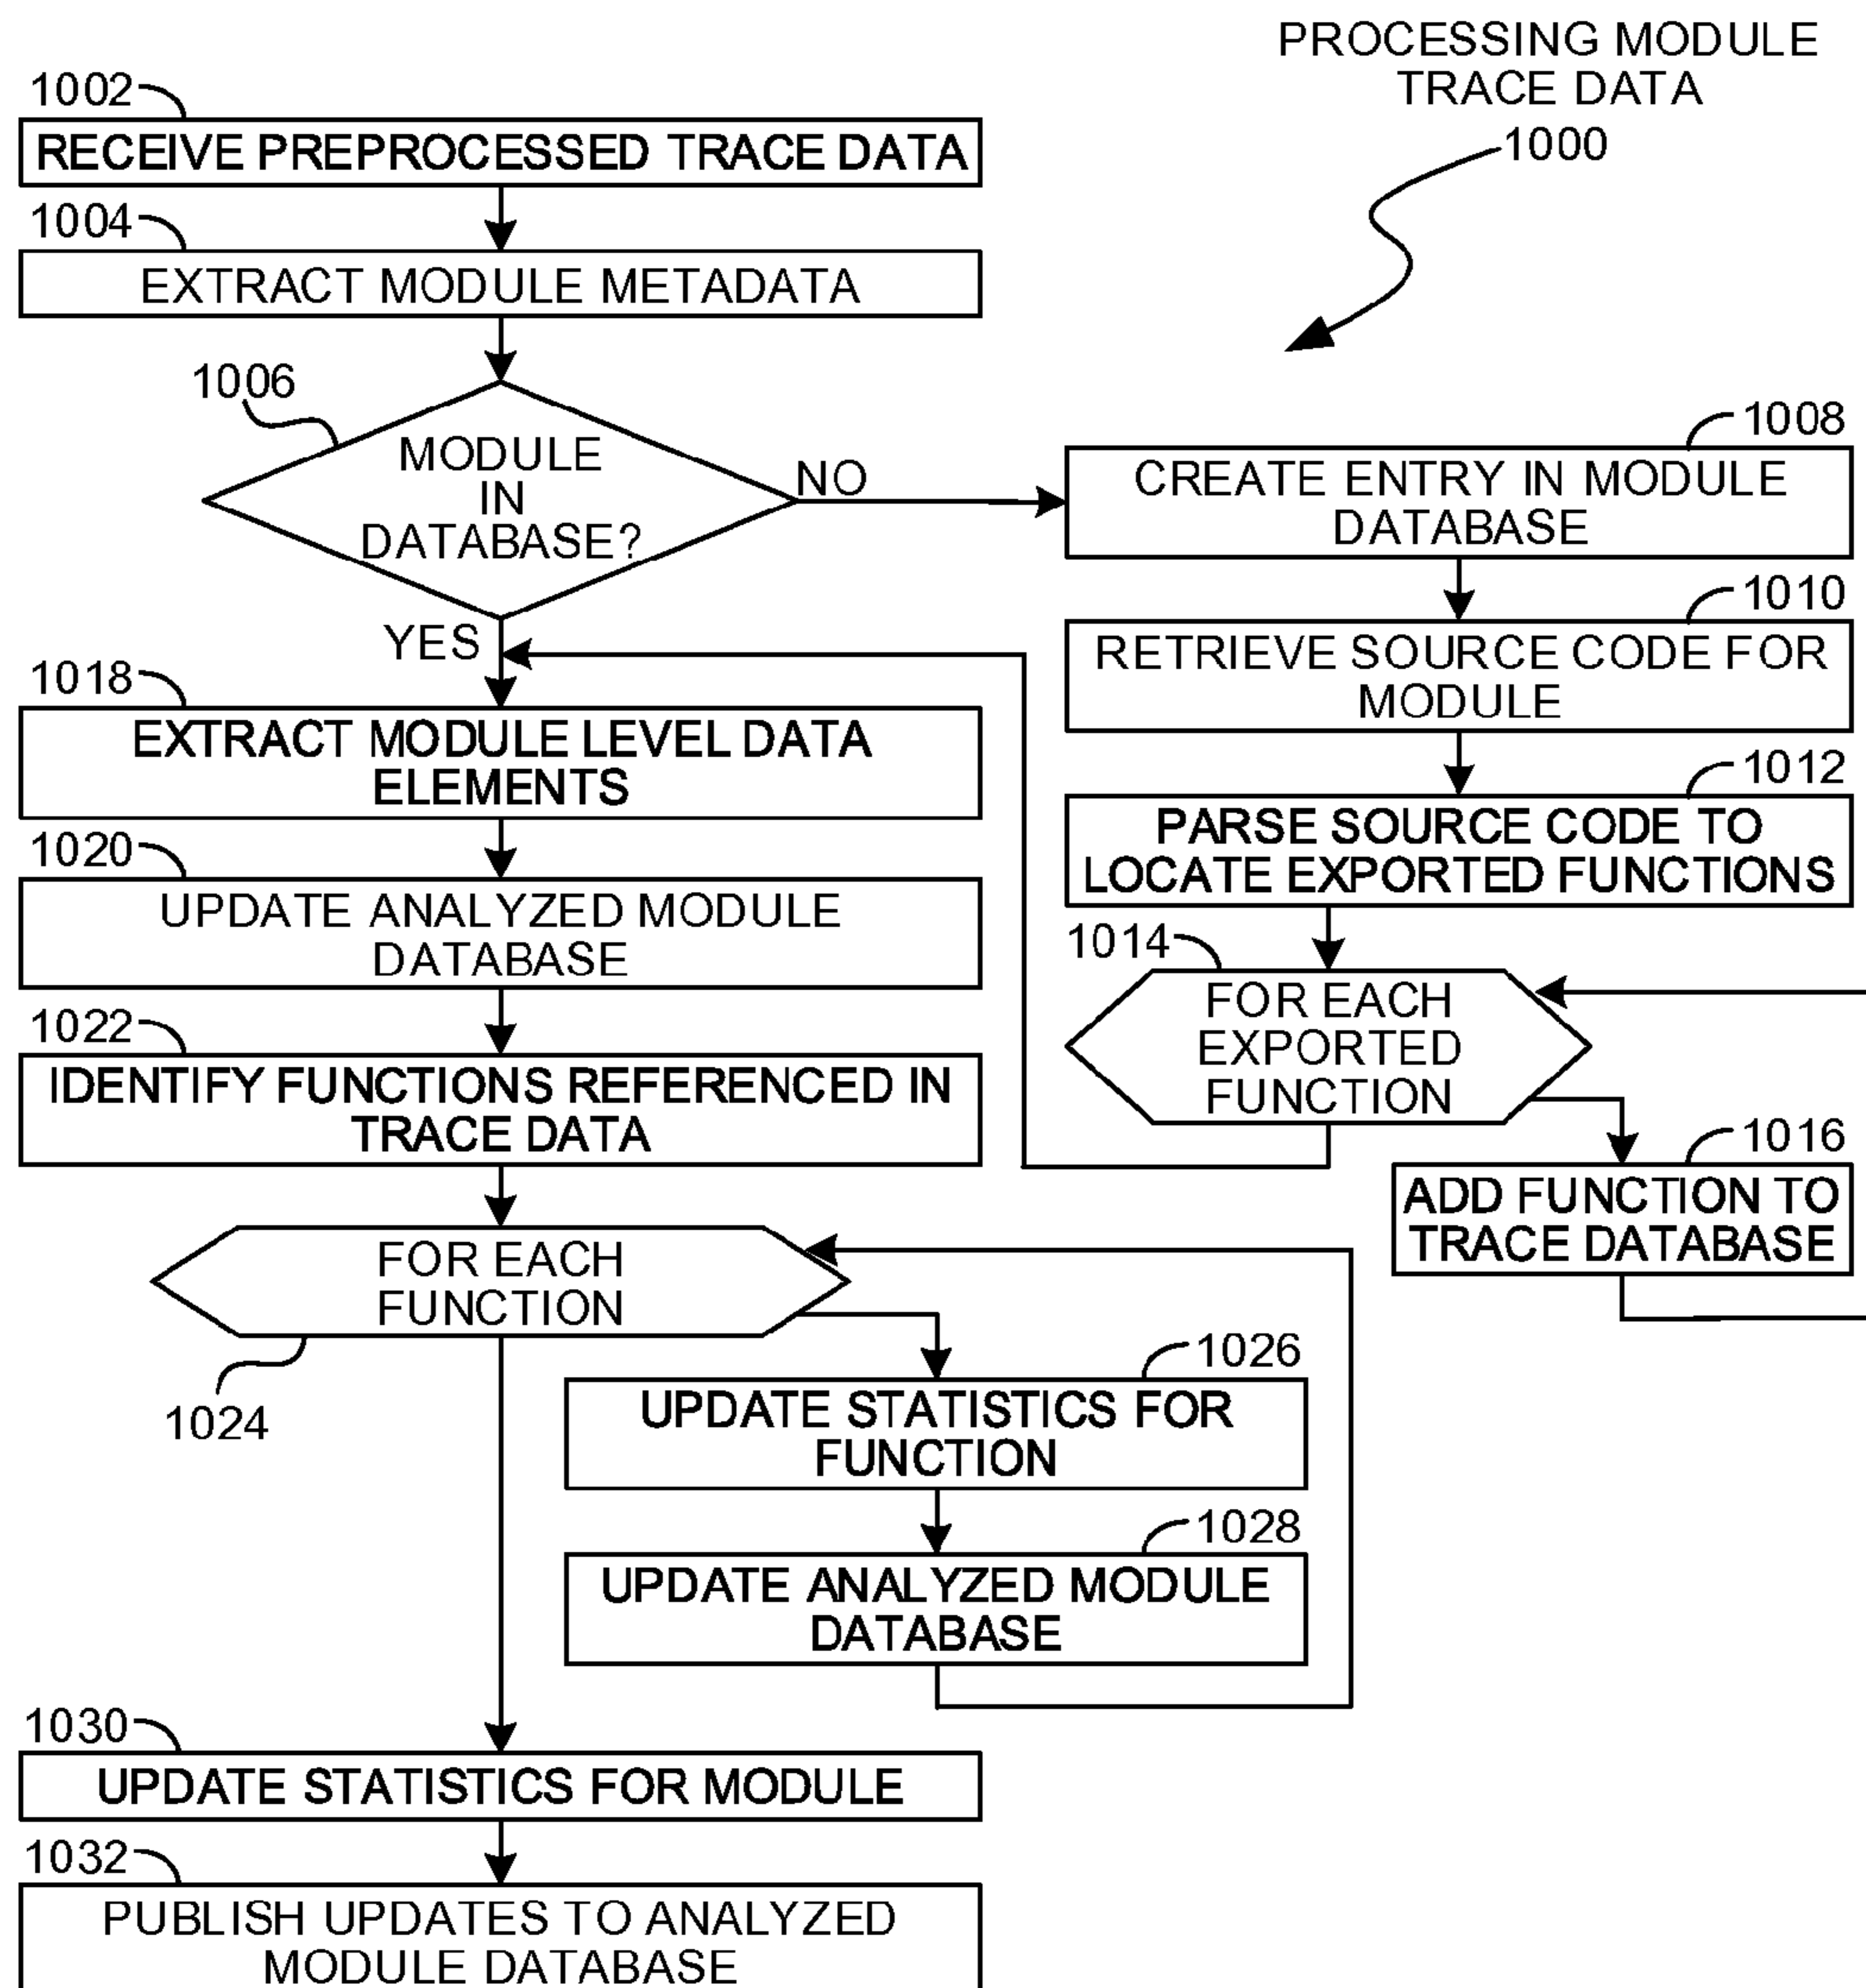 PROCESSING MODULE
TRACE DATA
1000
1002
RECEIVE PREPROCESSED TRACE DATA
1004
EXTRACT MODULE METADATA
1006
MODULE
IN
DATABASE?
NO
YES
1008
CREATE ENTRY IN MODULE
DATABASE
1010
RETRIEVE SOURCE CODE FOR
MODULE
1012
PARSE SOURCE CODE TO
LOCATE EXPORTED FUNCTIONS
1014
FOR EACH
EXPORTED
FUNCTION
1016
ADD FUNCTION TO
TRACE DATABASE
1018
EXTRACT MODULE LEVEL DATA
ELEMENTS
1020
UPDATE ANALYZED MODULE
DATABASE
1022
IDENTIFY FUNCTIONS REFERENCED IN
TRACE DATA
FOR EACH
FUNCTION
1024
1026
UPDATE STATISTICS FOR
FUNCTION
1028
UPDATE ANALYZED MODULE
DATABASE
1030
UPDATE STATISTICS FOR MODULE
1032
PUBLISH UPDATES TO ANALYZED
MODULE DATABASE